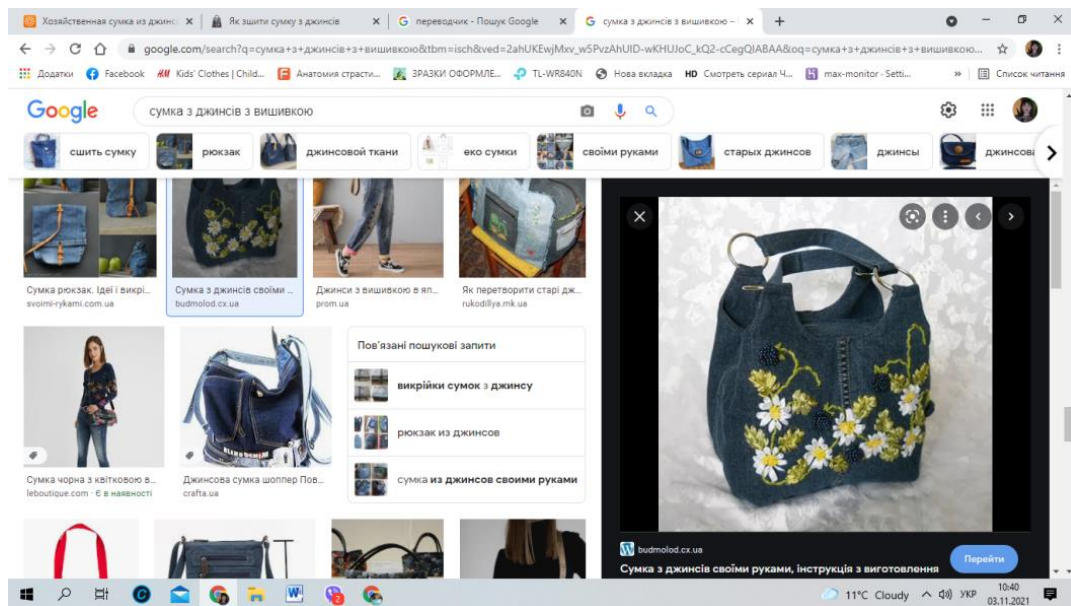 Хозяйственная сумка из джинс
Як зшити сумку з джинсів
переводчик - Пошук Google
сумка з джинсів з вишивкою –
google.com/search?q=сумка+з+джинсів+з+вишивкою&tbm=isch&ved=2ahUKEwjMxv_w5PvzAhUID-wKHUJoC_kQ2-cCegQIABAA&oq=сумка+з+джинсів+з+вишивкою...
Додатки
Facebook
Kids' Clothes | Child...
Анатомия страсти...
ЗРАЗКИ ОФОРМЛЕ...
TL-WR840N
Нова вкладка
HD Смотреть сериал Ч...
max-monitor - Setti...
»
Список читання
Google
сумка з джинсів з вишивкою
сшить сумку
рюкзак
джинсовой ткани
еко сумки
своїми руками
старых джинсов
джинсы
джинсова
Сумка рюкзак. Ідеї і викрі...
svoimi-rykami.com.ua
Сумка з джинсів своїми ...
budmolod.cx.ua
Джинси з вишивкою в яп...
prom.ua
Як перетворити старі дж...
rukodillya.mk.ua
Пов'язані пошукові запити
викрійки сумок з джинсу
рюкзак из джинсов
сумка из джинсов своими руками
Сумка чорна з квітковою в...
leboutique.com · Є в наявності
Джинсова сумка шоппер Пов...
crafta.ua
budmolod.cx.ua
Сумка з джинсів своїми руками, інструкція з виготовлення
Перейти
11°C Cloudy
УКР
10:40
03.11.2021